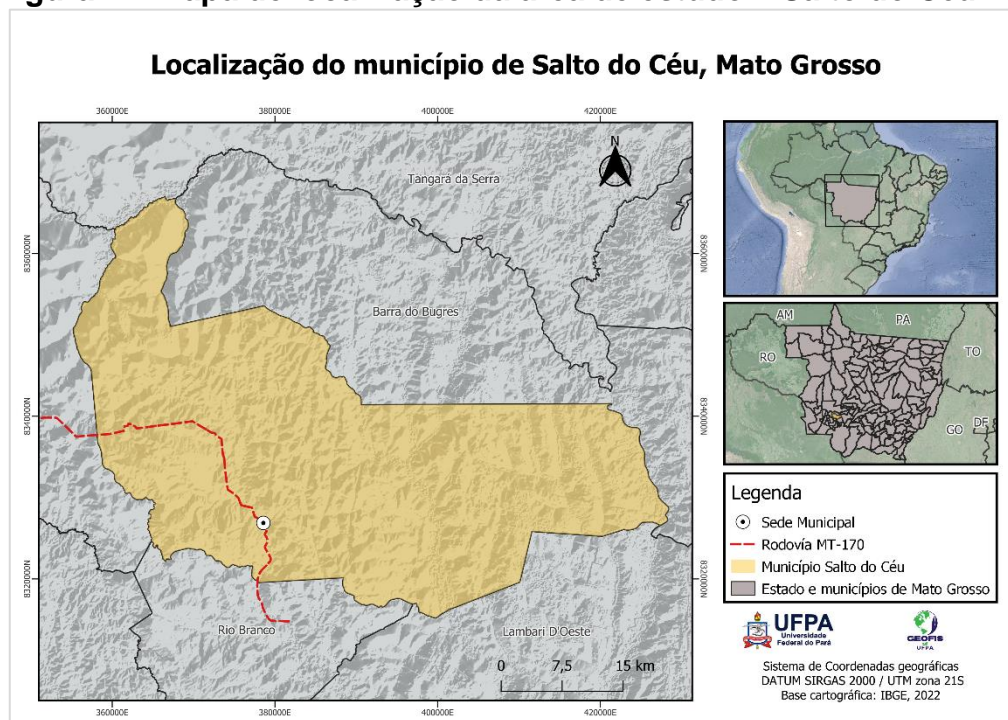 Localização do município de Salto do Céu, Mato Grosso
360000E
380000E
400000E
420000E
N
Tangará da Serra
8360000N
8360000N
Barra do Bugres
8340000N
8340000N
8320000N
8320000N
Rio Branco
Lambari D'Oeste
0 7,5 15 km
360000E
380000E
400000E
420000E
AM
PA
RO
TO
GO
DF
Legenda
Sede Municipal
Rodovía MT-170
Município Salto do Céu
Estado e municípios de Mato Grosso
UFPA
Universidade
Federal do Pará
GEOFIS
UFPA
Sistema de Coordenadas geográficas
DATUM SIRGAS 2000 / UTM zona 21S
Base cartográfica: IBGE, 2022